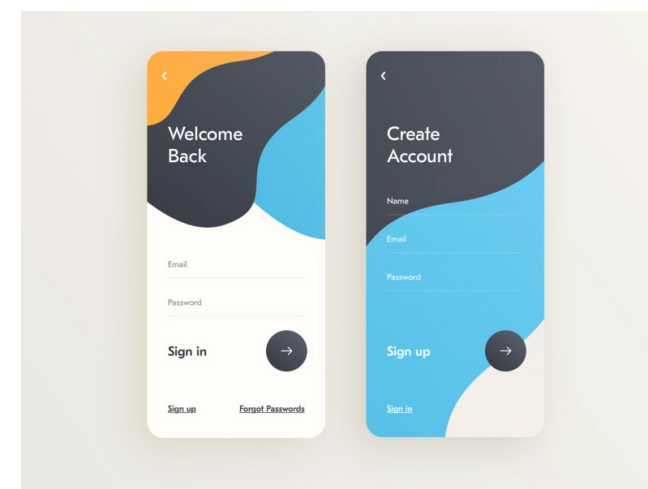 Welcome
Back
Email
Password
Sign in
Sign up
Forgot Passwords
Create
Account
Name
Email
Password
Sign up
Sign in